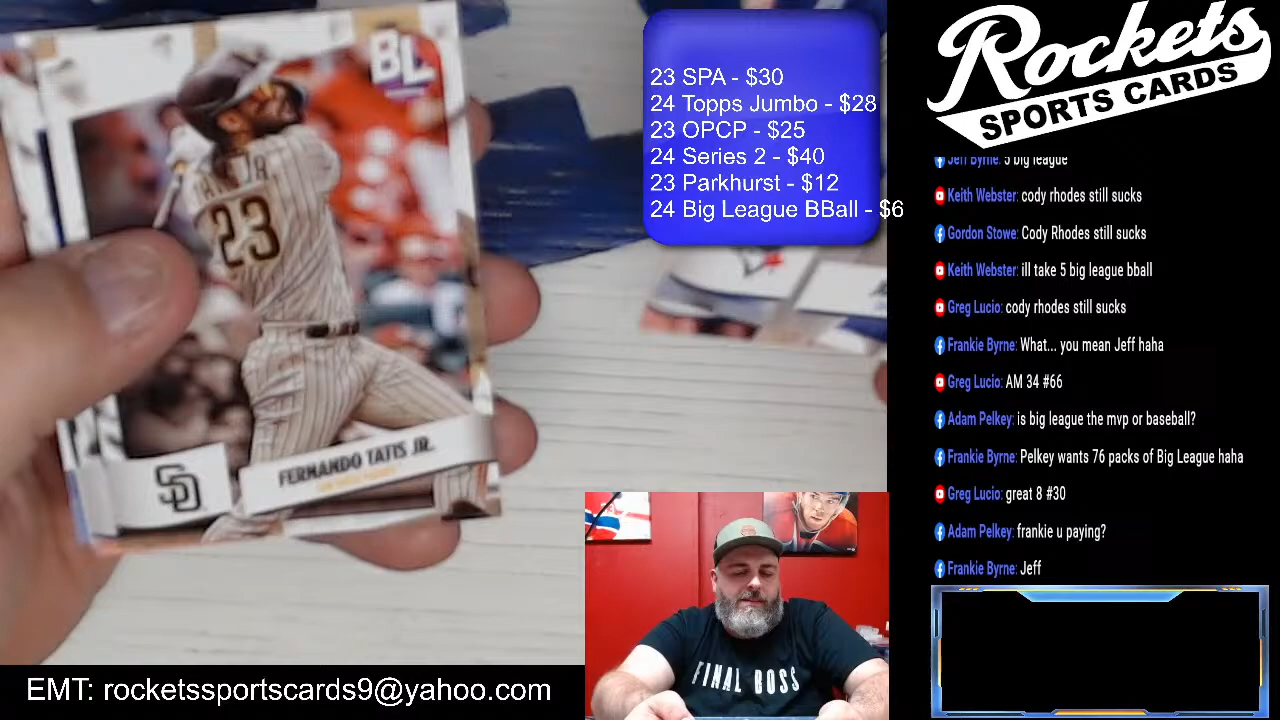 BL
23
SD
FERNANDO TATIS JR.
23 SPA - $30
24 Topps Jumbo - $28
23 OPCP - $25
24 Series 2 - $40
23 Parkhurst - $12
24 Big League BBall - $6
Rockets
SPORTS CARDS
Jeff Byrne: 5 big league
Keith Webster: cody rhodes still sucks
Gordon Stowe: Cody Rhodes still sucks
Keith Webster: ill take 5 big league bball
Greg Lucio: cody rhodes still sucks
Frankie Byrne: What... you mean Jeff haha
Greg Lucio: AM 34 #66
Adam Pelkey: is big league the mvp or baseball?
Frankie Byrne: Pelkey wants 76 packs of Big League haha
Greg Lucio: great 8 #30
Adam Pelkey: frankie u paying?
Frankie Byrne: Jeff
FINAL BOSS
EMT: rocketssportscards9@yahoo.com